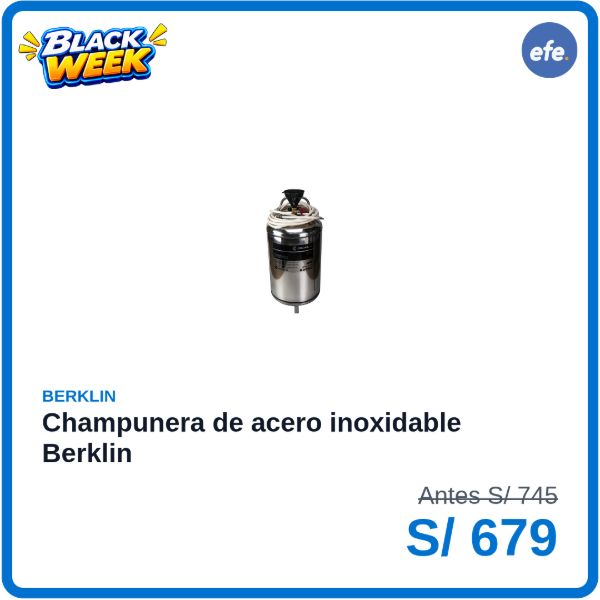 BLACK
WEEK
efe.
BERKLIN
Champunera de acero inoxidable
Berklin
Antes S/ 745
S/ 679